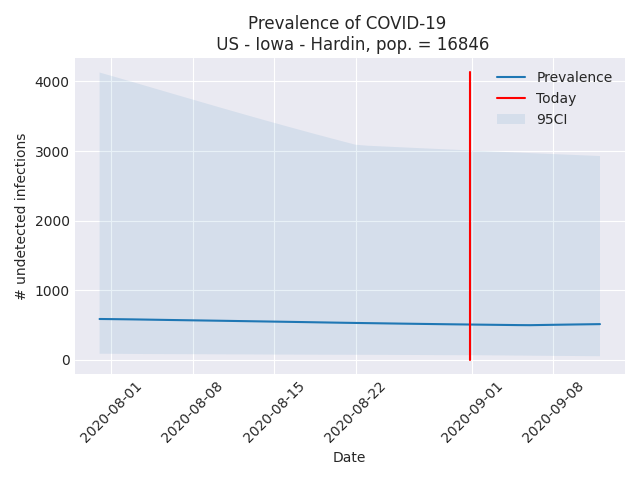 Prevalence of COVID-19
US - Iowa - Hardin, pop. = 16846
Prevalence
Today
95CI
# undetected infections
4000
3000
2000
1000
0
2020-08-01
2020-08-08
2020-08-15
2020-08-22
2020-09-01
2020-09-08
Date